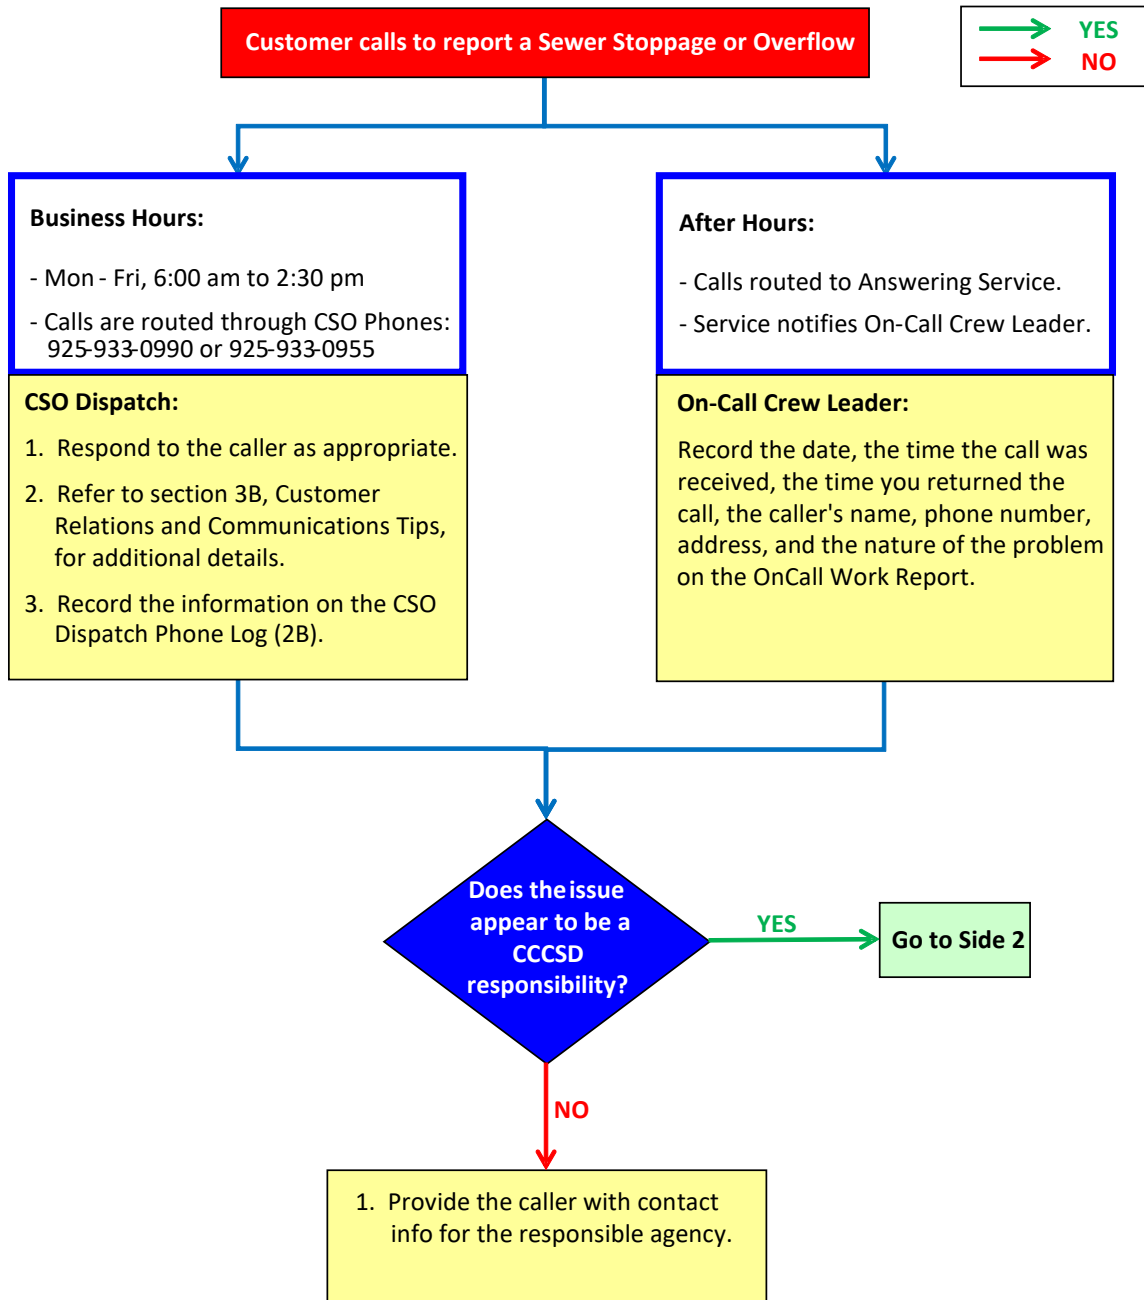 Customer calls to report a Sewer Stoppage or Overflow
YES
NO
Business Hours:
- Mon - Fri, 6:00 am to 2:30 pm
- Calls are routed through CSO Phones:
925-933-0990 or 925-933-0955
CSO Dispatch:
1. Respond to the caller as appropriate.
2. Refer to section 3B, Customer
Relations and Communications Tips,
for additional details.
3. Record the information on the CSO
Dispatch Phone Log (2B).
After Hours:
- Calls routed to Answering Service.
- Service notifies On-Call Crew Leader.
On-Call Crew Leader:
Record the date, the time the call was
received, the time you returned the
call, the caller's name, phone number,
address, and the nature of the problem
on the OnCall Work Report.
Does the issue
appear to be a
CCCSD
responsibility?
YES
Go to Side 2
NO
1. Provide the caller with contact
info for the responsible agency.